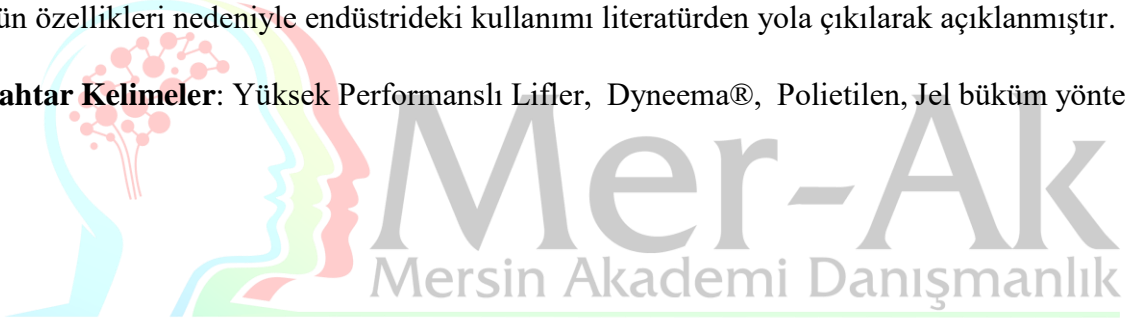 ün özellikleri nedeniyle endüstrideki kullanımı literatürden yola çıkılarak açıklanmıştır.
ahtar Kelimeler: Yüksek Performanslı Lifler, Dyneema®, Polietilen, Jel büküm yönte
Mer-Ak
Mersin Akademi Danışmanlık